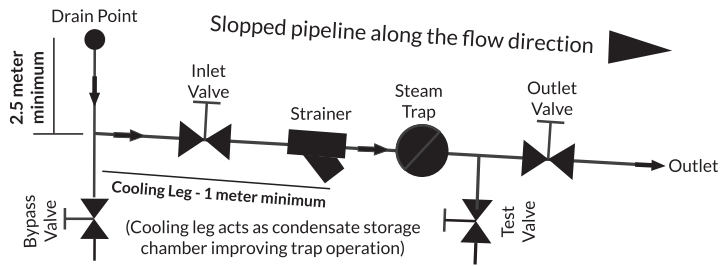 Drain Point
Slopped pipeline along the flow direction
2.5 meter
minimum
Inlet
Valve
Strainer
Steam
Trap
Outlet
Valve
Outlet
Cooling Leg - 1 meter minimum
Bypass
Valve
(Cooling leg acts as condensate storage
chamber improving trap operation)
Test
Valve